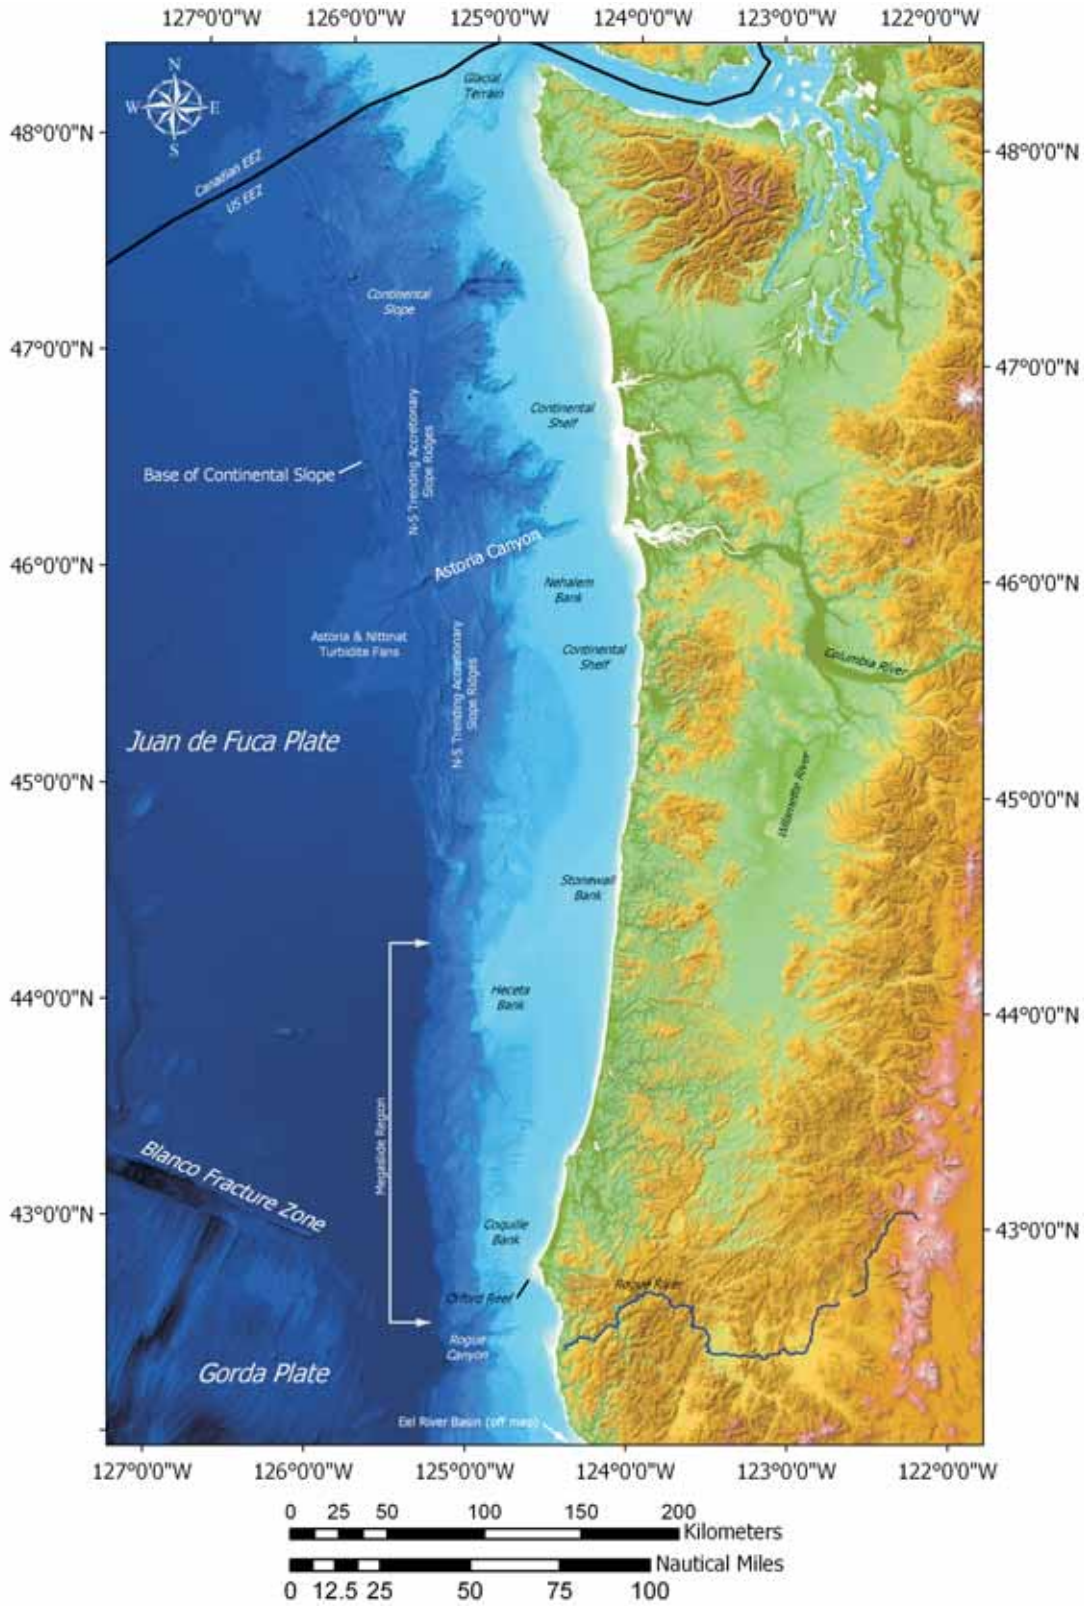 127°0'0"W 126°0'0"W 125°0'0"W 124°0'0"W 123°0'0"W 122°0'0"W
N
W E
S
Glacial
Terrain
48°0'0"N
48°0'0"N
Canadian EEZ
US EEZ
Continental
Slope
47°0'0"N
47°0'0"N
Continental
Shelf
N-S Trending Accretionary
Slope Ridges
Base of Continental Slope
Astoria Canyon
46°0'0"N
46°0'0"N
Nehalem
Bank
Astoria & Nittinat
Turbidite Fans
Continental
Shelf
Columbia River
N-S Trending Accretionary
Slope Ridges
Juan de Fuca Plate
45°0'0"N
45°0'0"N
Willamette River
Stonewall
Bank
Heceta
Bank
44°0'0"N
44°0'0"N
Megaslide Region
Blanco Fracture Zone
43°0'0"N
43°0'0"N
Coquille
Bank
Orford Reef
Rogue River
Rogue
Canyon
Gorda Plate
Eel River Basin (off map)
127°0'0"W 126°0'0"W 125°0'0"W 124°0'0"W 123°0'0"W 122°0'0"W
0 25 50 100 150 200
Kilometers
Nautical Miles
0 12.5 25 50 75 100